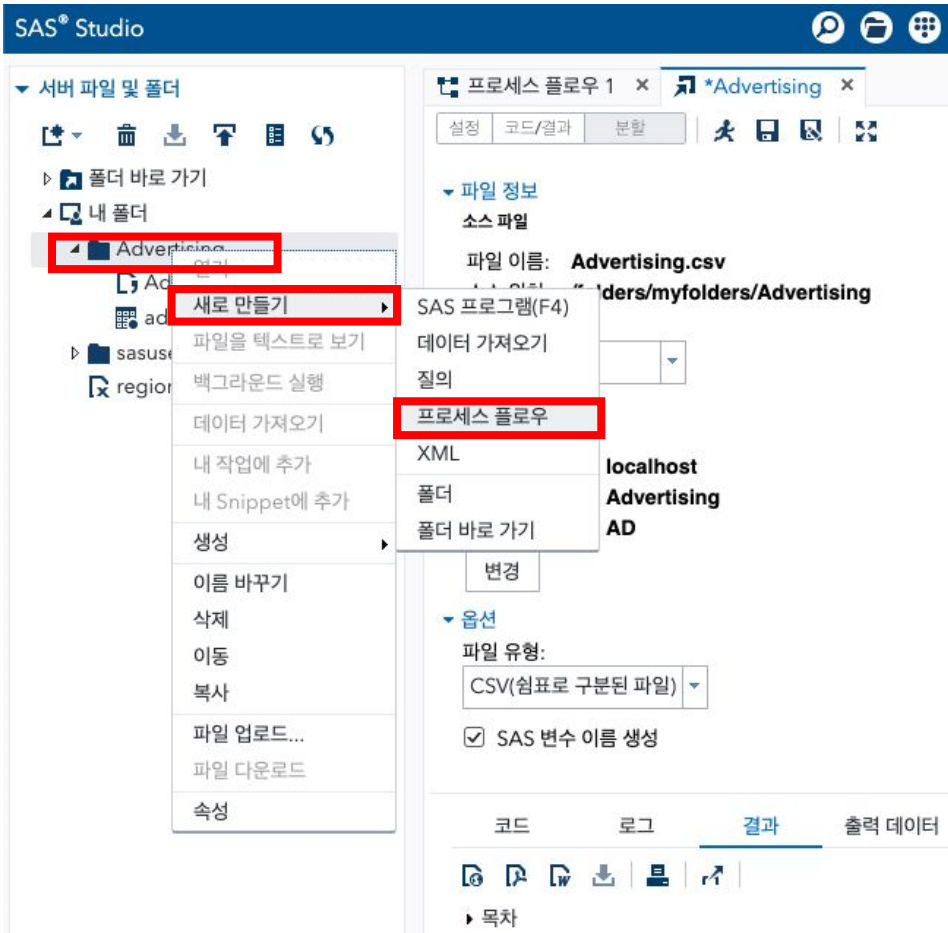 SAS® Studio
서버 파일 및 폴더
폴더 바로 가기
내 폴더
Advertising
Ad
ad
sasuse
region
열기
새로 만들기
파일을 텍스트로 보기
백그라운드 실행
데이터 가져오기
내 작업에 추가
내 Snippet에 추가
생성
이름 바꾸기
삭제
이동
복사
파일 업로드...
파일 다운로드
속성
SAS 프로그램(F4)
데이터 가져오기
질의
프로세스 플로우
XML
폴더
폴더 바로 가기
프로세스 플로우 1 × *Advertising ×
설정 코드/결과 분할
파일 정보
소스 파일
파일 이름: Advertising.csv
ders/myfolders/Advertising
localhost
Advertising
AD
변경
옵션
파일 유형:
CSV(쉼표로 구분된 파일)
SAS 변수 이름 생성
코드 로그 결과 출력 데이터
목차